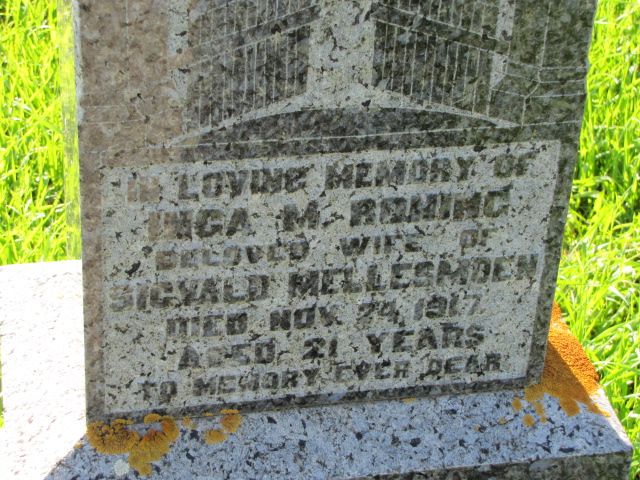 IN LOVING MEMORY OF
INGA M. ROMING
BELOVED WIFE OF
SIGVALD MELLESMOEN
DIED NOV. 24, 1917
AGED 21 YEARS
TO MEMORY EVER DEAR